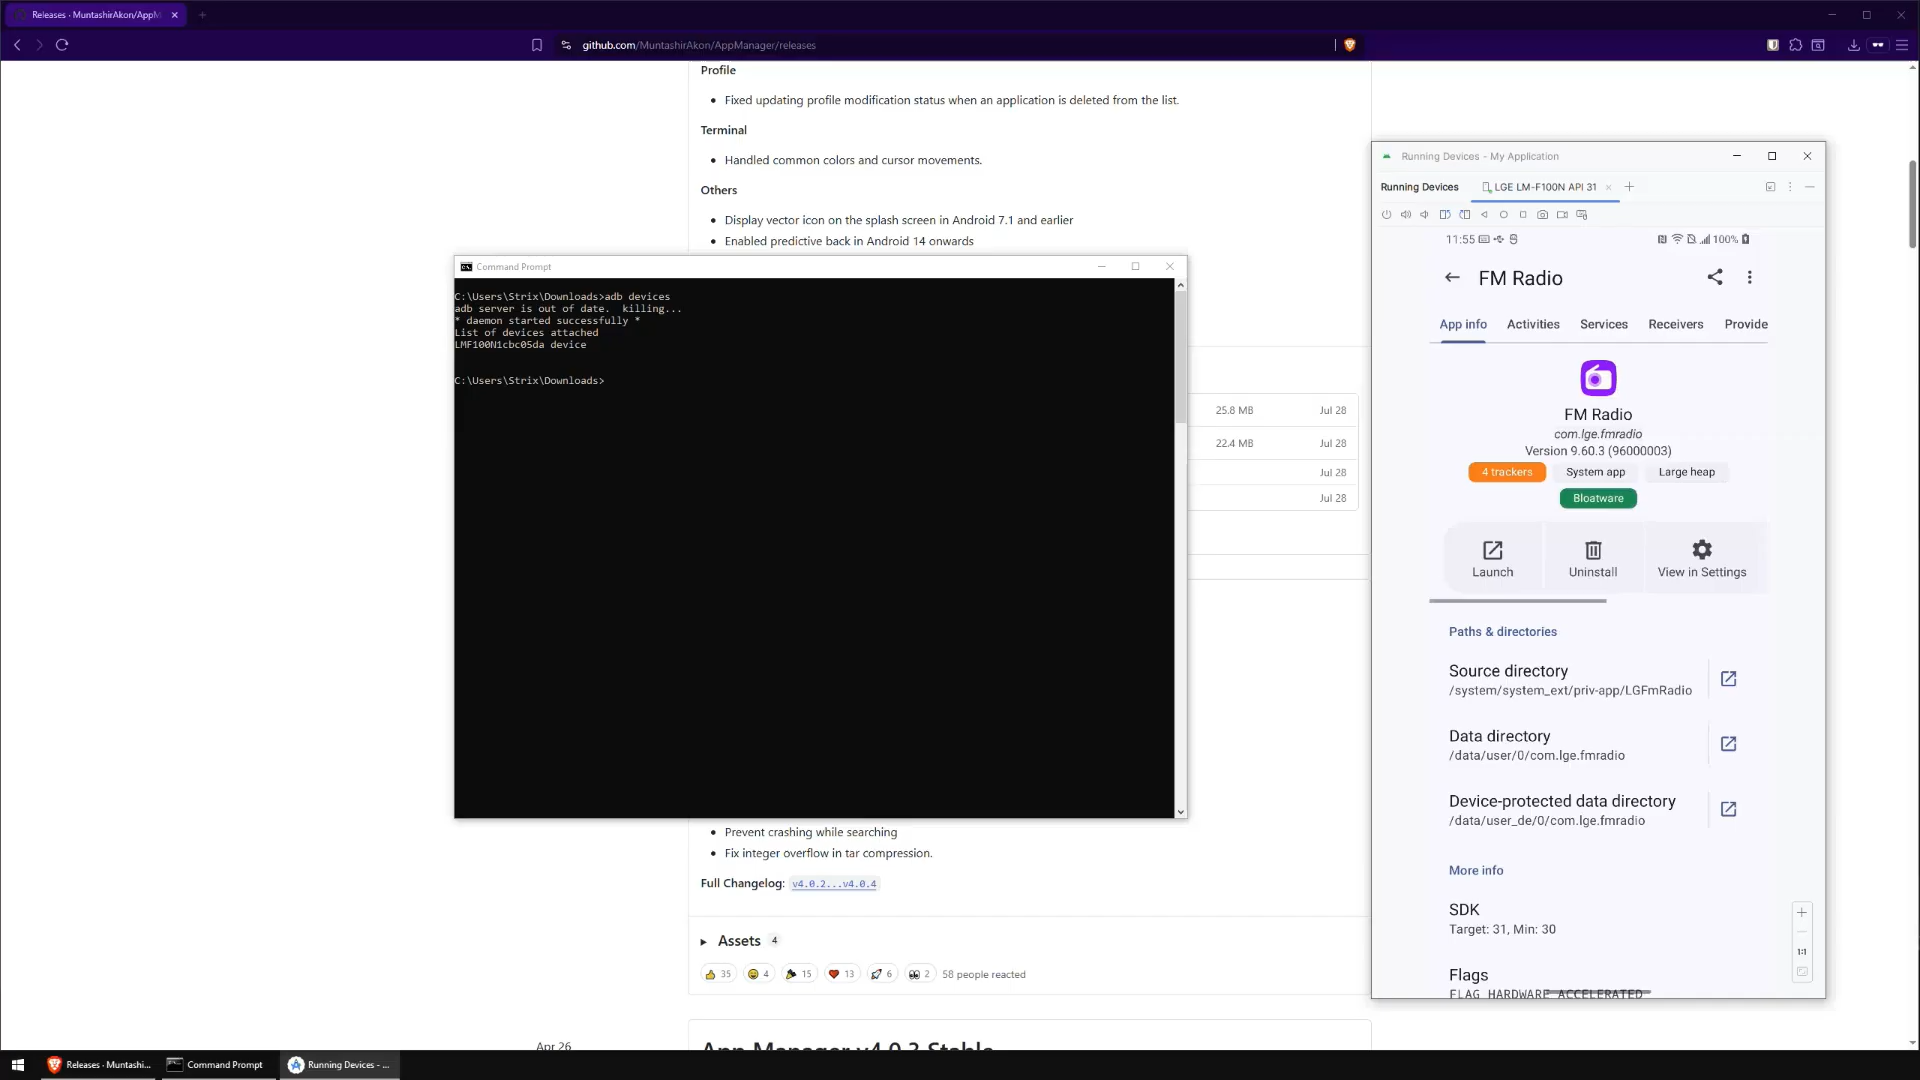 Releases · MuntashirAkon/AppM
github.com/MuntashirAkon/AppManager/releases
Profile
Fixed updating profile modification status when an application is deleted from the list.
Terminal
Handled common colors and cursor movements.
Others
Display vector icon on the splash screen in Android 7.1 and earlier
Enabled predictive back in Android 14 onwards
Command Prompt
C:\Users\Strix\Downloads>adb devices
adb server is out of date.  killing...
* daemon started successfully *
List of devices attached
LMF100N1cbc05da device
C:\Users\Strix\Downloads>
25.8 MB Jul 28
22.4 MB Jul 28
Jul 28
Jul 28
Prevent crashing while searching
Fix integer overflow in tar compression.
Full Changelog: v4.0.2...v4.0.4
Assets 4
35 4 15 13 6 2 58 people reacted
Apr 26
App Manager v4.0.3 Stable
Running Devices - My Application
Running Devices LGE LM-F100N API 31
11:55 100%
FM Radio
App info Activities Services Receivers Provide
FM Radio
com.lge.fmradio
Version 9.60.3 (96000003)
4 trackers System app Large heap
Bloatware
Launch Uninstall View in Settings
Paths & directories
Source directory
/system/system_ext/priv-app/LGFmRadio
Data directory
/data/user/0/com.lge.fmradio
Device-protected data directory
/data/user_de/0/com.lge.fmradio
More info
SDK
Target: 31, Min: 30
Flags
FLAG_HARDWARE_ACCELERATED
1:1
Releases · Muntashi... Command Prompt Running Devices - ...